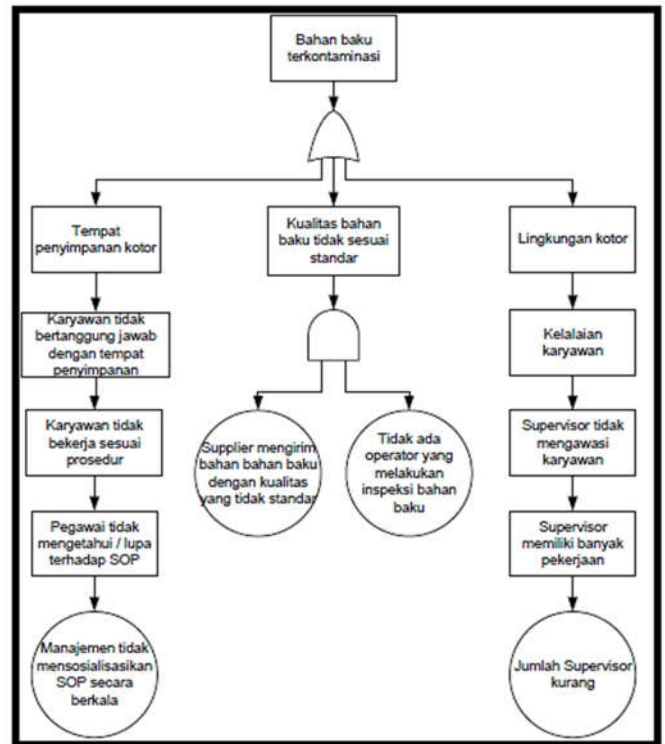 Bahan baku
terkontaminasi
Tempat
penyimpanan kotor
Kualitas bahan
baku tidak sesuai
standar
Lingkungan kotor
Karyawan tidak
bertanggung jawab
dengan tempat
penyimpanan
Kelalaian
karyawan
Karyawan tidak
bekerja sesuai
prosedur
Supplier mengirim
bahan bahan baku
dengan kualitas
yang tidak standar
Tidak ada
operator yang
melakukan
inspeksi bahan
baku
Supervisor tidak
mengawasi
karyawan
Pegawai tidak
mengetahui / lupa
terhadap SOP
Supervisor
memiliki banyak
pekerjaan
Manajemen tidak
mensosialisasikan
SOP secara
berkala
Jumlah Supervisor
kurang